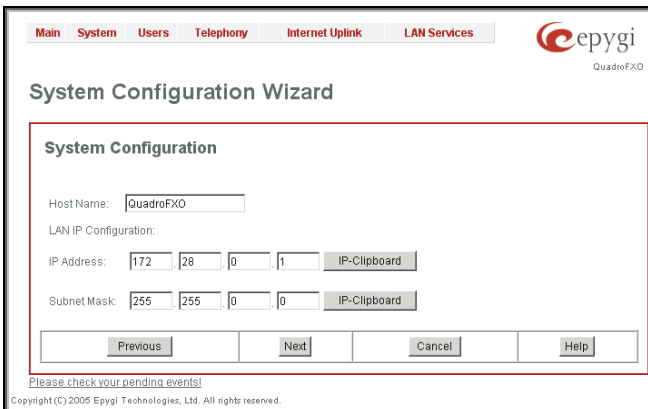 Main System Users Telephony Internet Uplink LAN Services
epygi
QuadroFXO
System Configuration Wizard
System Configuration
Host Name: QuadroFXO
LAN IP Configuration:
IP Address: 172 . 28 . 0 . 1 IP-Clipboard
Subnet Mask: 255 . 255 . 0 . 0 IP-Clipboard
Previous Next Cancel Help
Please check your pending events!
Copyright (C) 2005 Epygi Technologies, Ltd. All rights reserved.